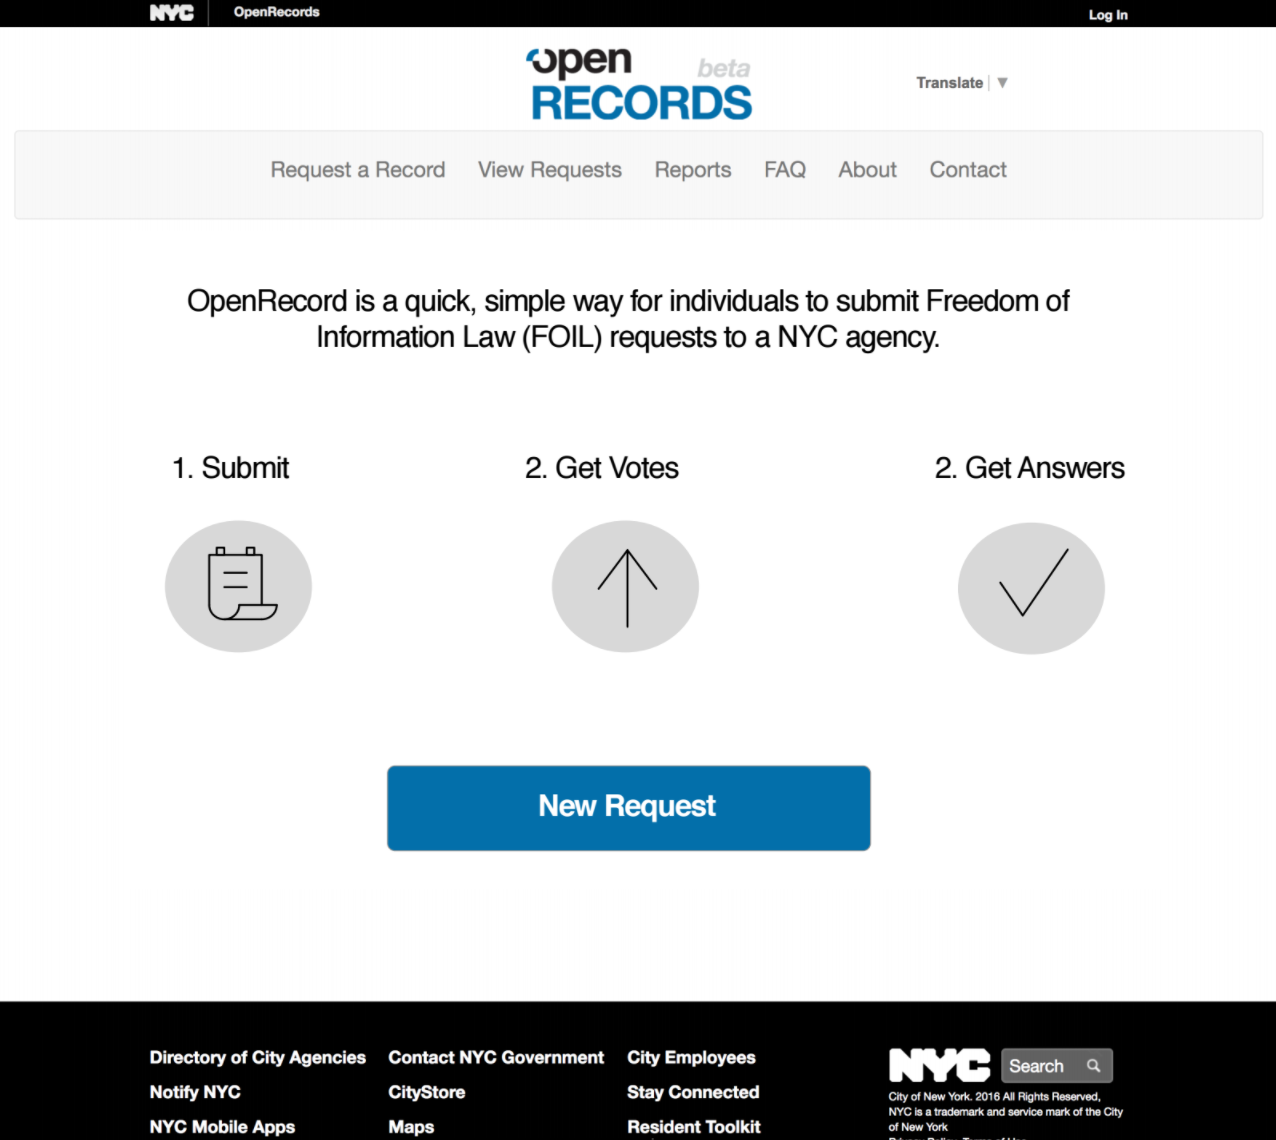 NYC OpenRecords Log In
open beta
RECORDS
Translate ▼
Request a Record View Requests Reports FAQ About Contact
OpenRecord is a quick, simple way for individuals to submit Freedom of
Information Law (FOIL) requests to a NYC agency.
1. Submit 2. Get Votes 2. Get Answers
New Request
Directory of City Agencies Contact NYC Government City Employees
Notify NYC CityStore Stay Connected
NYC Mobile Apps Maps Resident Toolkit
NYC Search
City of New York. 2016 All Rights Reserved,
NYC is a trademark and service mark of the City
of New York